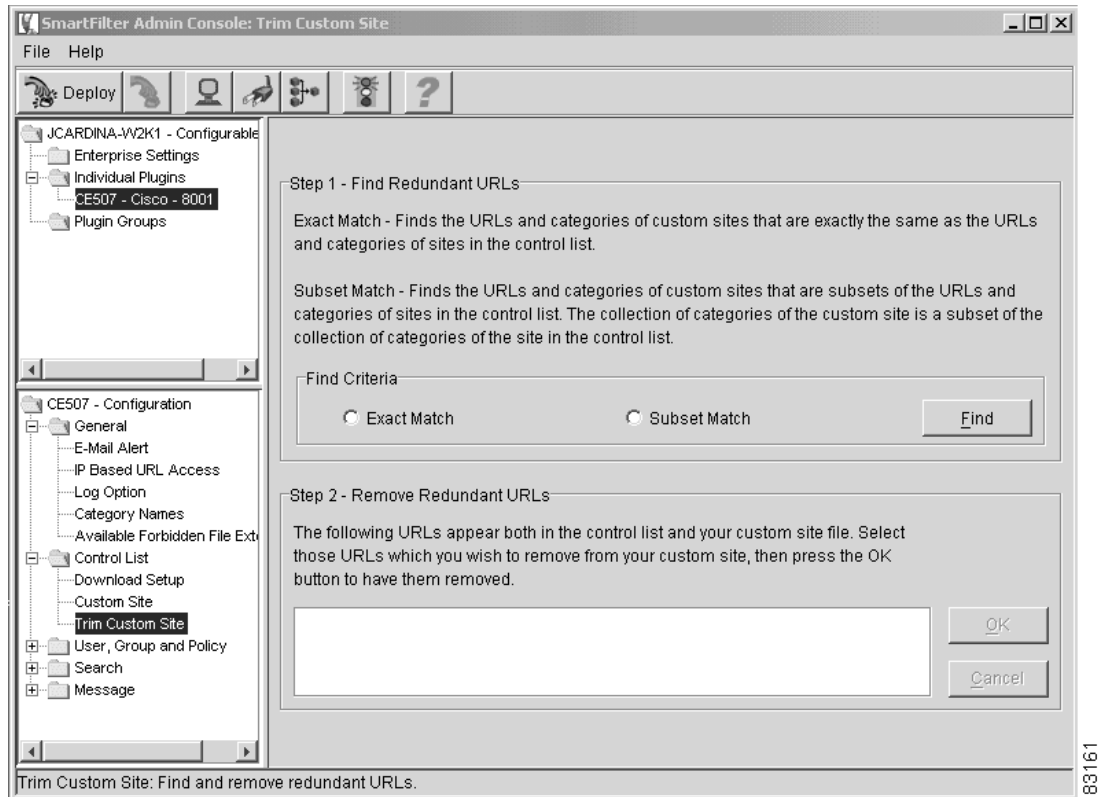 SmartFilter Admin Console: Trim Custom Site
File Help
Deploy
JCARDINA-W2K1 - Configurable
Enterprise Settings
Individual Plugins
CE507 - Cisco - 8001
Plugin Groups
CE507 - Configuration
General
E-Mail Alert
IP Based URL Access
Log Option
Category Names
Available Forbidden File Exte
Control List
Download Setup
Custom Site
Trim Custom Site
User, Group and Policy
Search
Message
Step 1 - Find Redundant URLs
Exact Match - Finds the URLs and categories of custom sites that are exactly the same as the URLs
and categories of sites in the control list.
Subset Match - Finds the URLs and categories of custom sites that are subsets of the URLs and
categories of sites in the control list. The collection of categories of the custom site is a subset of the
collection of categories of the site in the control list.
Find Criteria
Exact Match
Subset Match
Find
Step 2 - Remove Redundant URLs
The following URLs appear both in the control list and your custom site file. Select
those URLs which you wish to remove from your custom site, then press the OK
button to have them removed.
OK
Cancel
Trim Custom Site: Find and remove redundant URLs.
83161